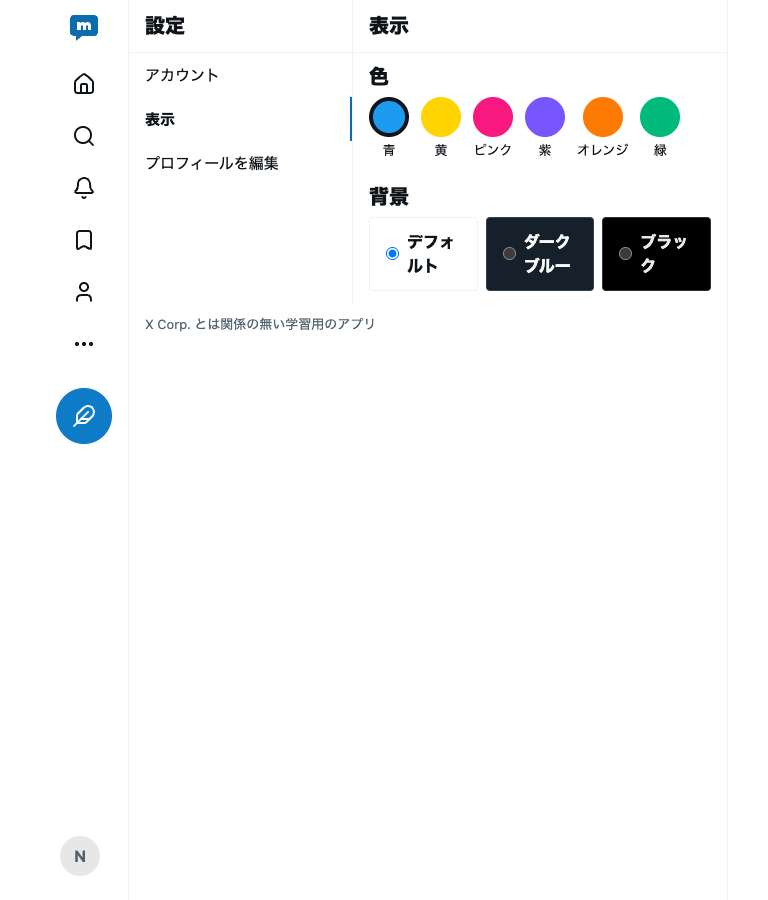 m
設定
アカウント
表示
プロフィールを編集
表示
色
青
黄
ピンク
紫
オレンジ
緑
背景
デフォ
ルト
ダーク
ブルー
ブラッ
ク
X Corp. とは関係の無い学習用のアプリ
N